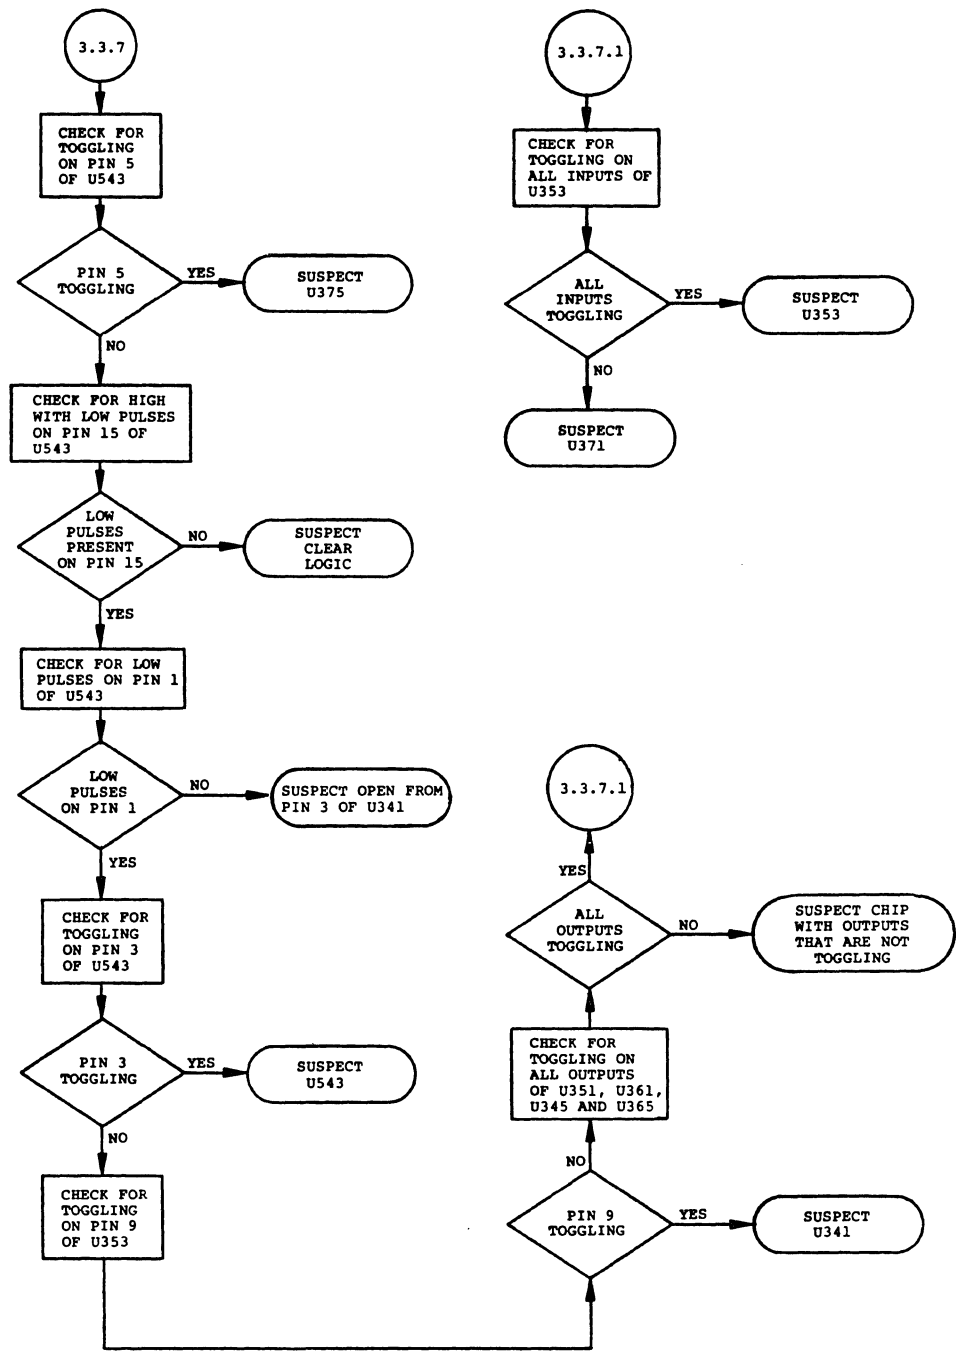 3.3.7
CHECK FOR
TOGGLING
ON PIN 5
OF U543
PIN 5
TOGGLING
YES
SUSPECT
U375
NO
CHECK FOR HIGH
WITH LOW PULSES
ON PIN 15 OF
U543
LOW
PULSES
PRESENT
ON PIN 15
NO
SUSPECT
CLEAR
LOGIC
YES
CHECK FOR LOW
PULSES ON PIN 1
OF U543
LOW
PULSES
ON PIN 1
NO
SUSPECT OPEN FROM
PIN 3 OF U341
YES
CHECK FOR
TOGGLING
ON PIN 3
OF U543
PIN 3
TOGGLING
YES
SUSPECT
U543
NO
CHECK FOR
TOGGLING
ON PIN 9
OF U353
PIN 9
TOGGLING
YES
SUSPECT
U341
NO
CHECK FOR
TOGGLING ON
ALL OUTPUTS
OF U351, U361,
U345 AND U365
ALL
OUTPUTS
TOGGLING
NO
SUSPECT CHIP
WITH OUTPUTS
THAT ARE NOT
TOGGLING
YES
3.3.7.1
3.3.7.1
CHECK FOR
TOGGLING ON
ALL INPUTS OF
U353
ALL
INPUTS
TOGGLING
YES
SUSPECT
U353
NO
SUSPECT
U371